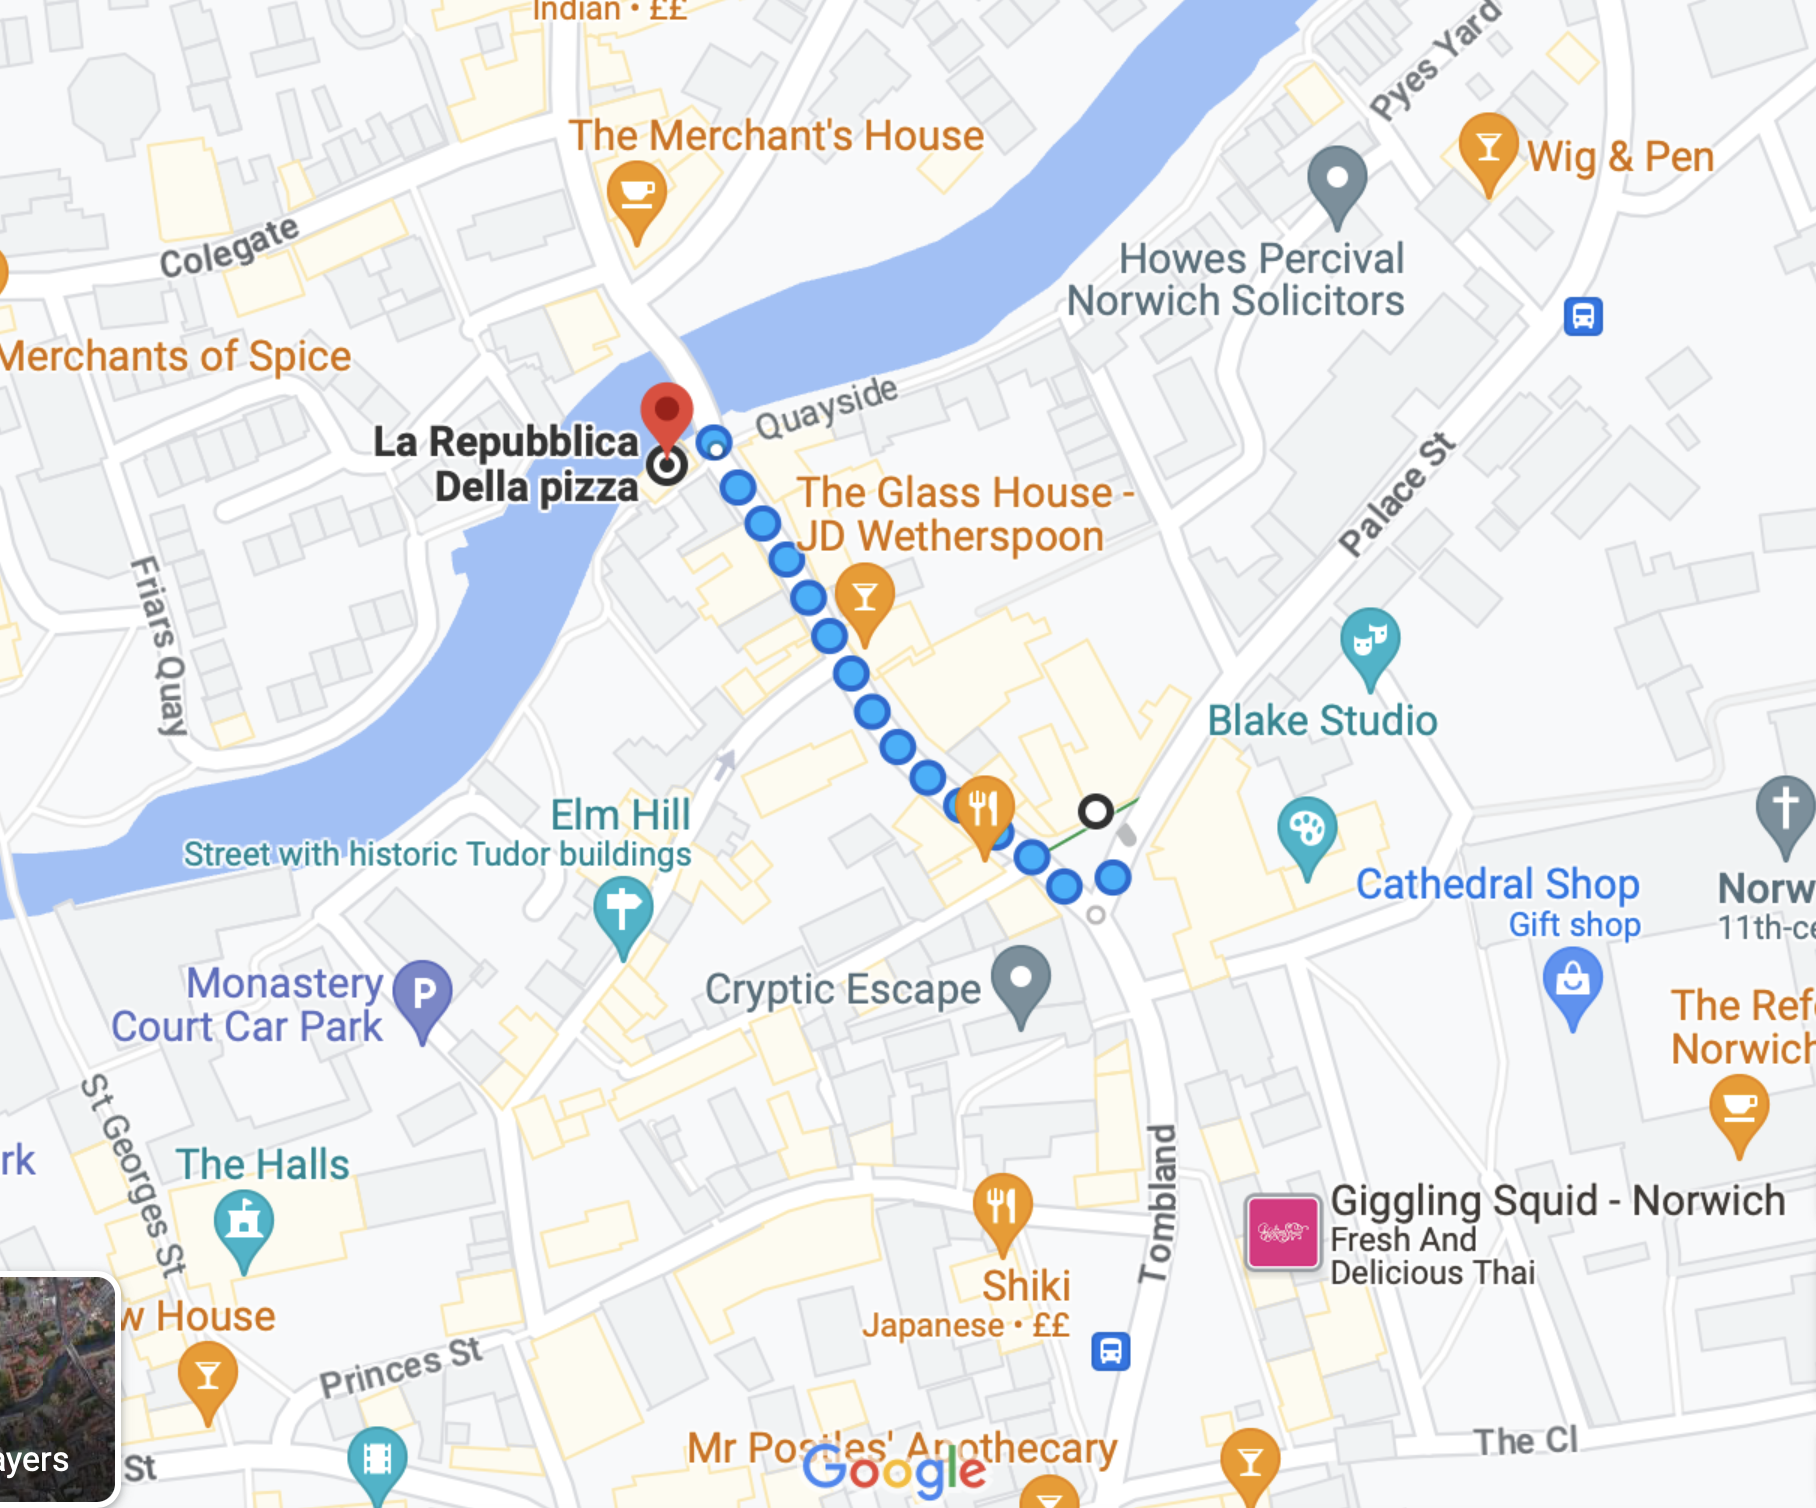 Indian • ££
Pyes Yard
The Merchant's House
Wig & Pen
Colegate
Howes Percival
Norwich Solicitors
Merchants of Spice
Quayside
La Repubblica
Della pizza
The Glass House -
JD Wetherspoon
Palace St
Friars Quay
Blake Studio
Elm Hill
Street with historic Tudor buildings
Cathedral Shop
Gift shop
Norw
11th-ce
Monastery
Court Car Park
P
Cryptic Escape
The Refe
Norwich
St Georges St
rk
The Halls
Tombland
Giggling Squid - Norwich
Fresh And
Delicious Thai
Shiki
Japanese • ££
w House
Princes St
Mr Postles' Apothecary
Google
The Cl
ayers
St